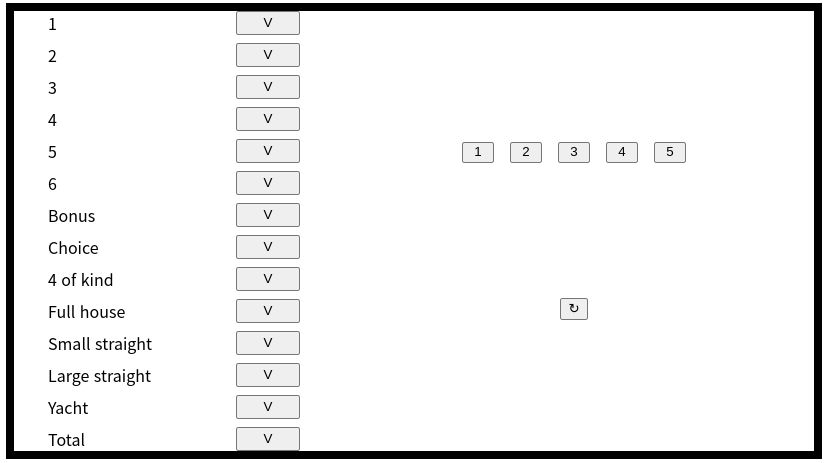 1 V
2 V
3 V
4 V
5 V 1 2 3 4 5
6 V
Bonus V
Choice V
4 of kind V
Full house V ↻
Small straight V
Large straight V
Yacht V
Total V